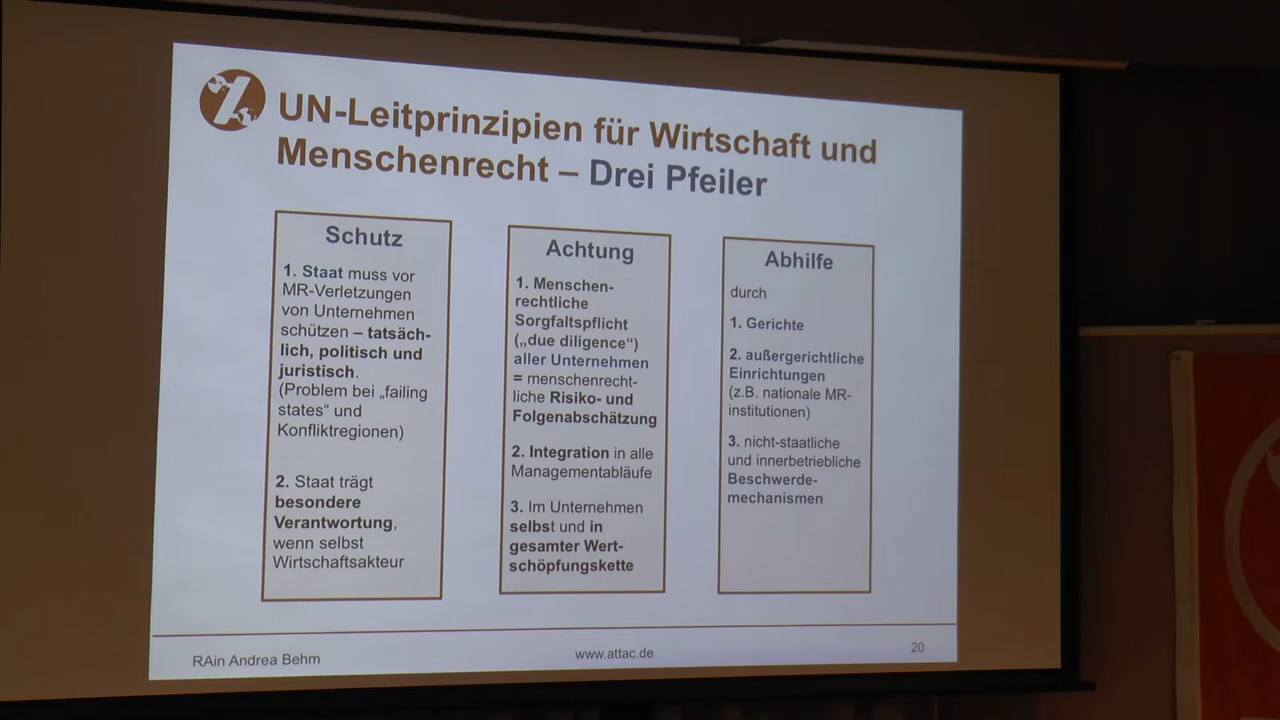 UN-Leitprinzipien für Wirtschaft und
Menschenrecht – Drei Pfeiler
Schutz
1. Staat muss vor
MR-Verletzungen
von Unternehmen
schützen – tatsäch-
lich, politisch und
juristisch.
(Problem bei „failing
states“ und
Konfliktregionen)
2. Staat trägt
besondere
Verantwortung,
wenn selbst
Wirtschaftsakteur
Achtung
1. Menschen-
rechtliche
Sorgfaltspflicht
(„due diligence“)
aller Unternehmen
= menschenrecht-
liche Risiko- und
Folgenabschätzung
2. Integration in alle
Managementabläufe
3. Im Unternehmen
selbst und in
gesamter Wert-
schöpfungskette
Abhilfe
durch
1. Gerichte
2. außergerichtliche
Einrichtungen
(z.B. nationale MR-
institutionen)
3. nicht-staatliche
und innerbetriebliche
Beschwerde-
mechanismen
RAin Andrea Behm
www.attac.de
20